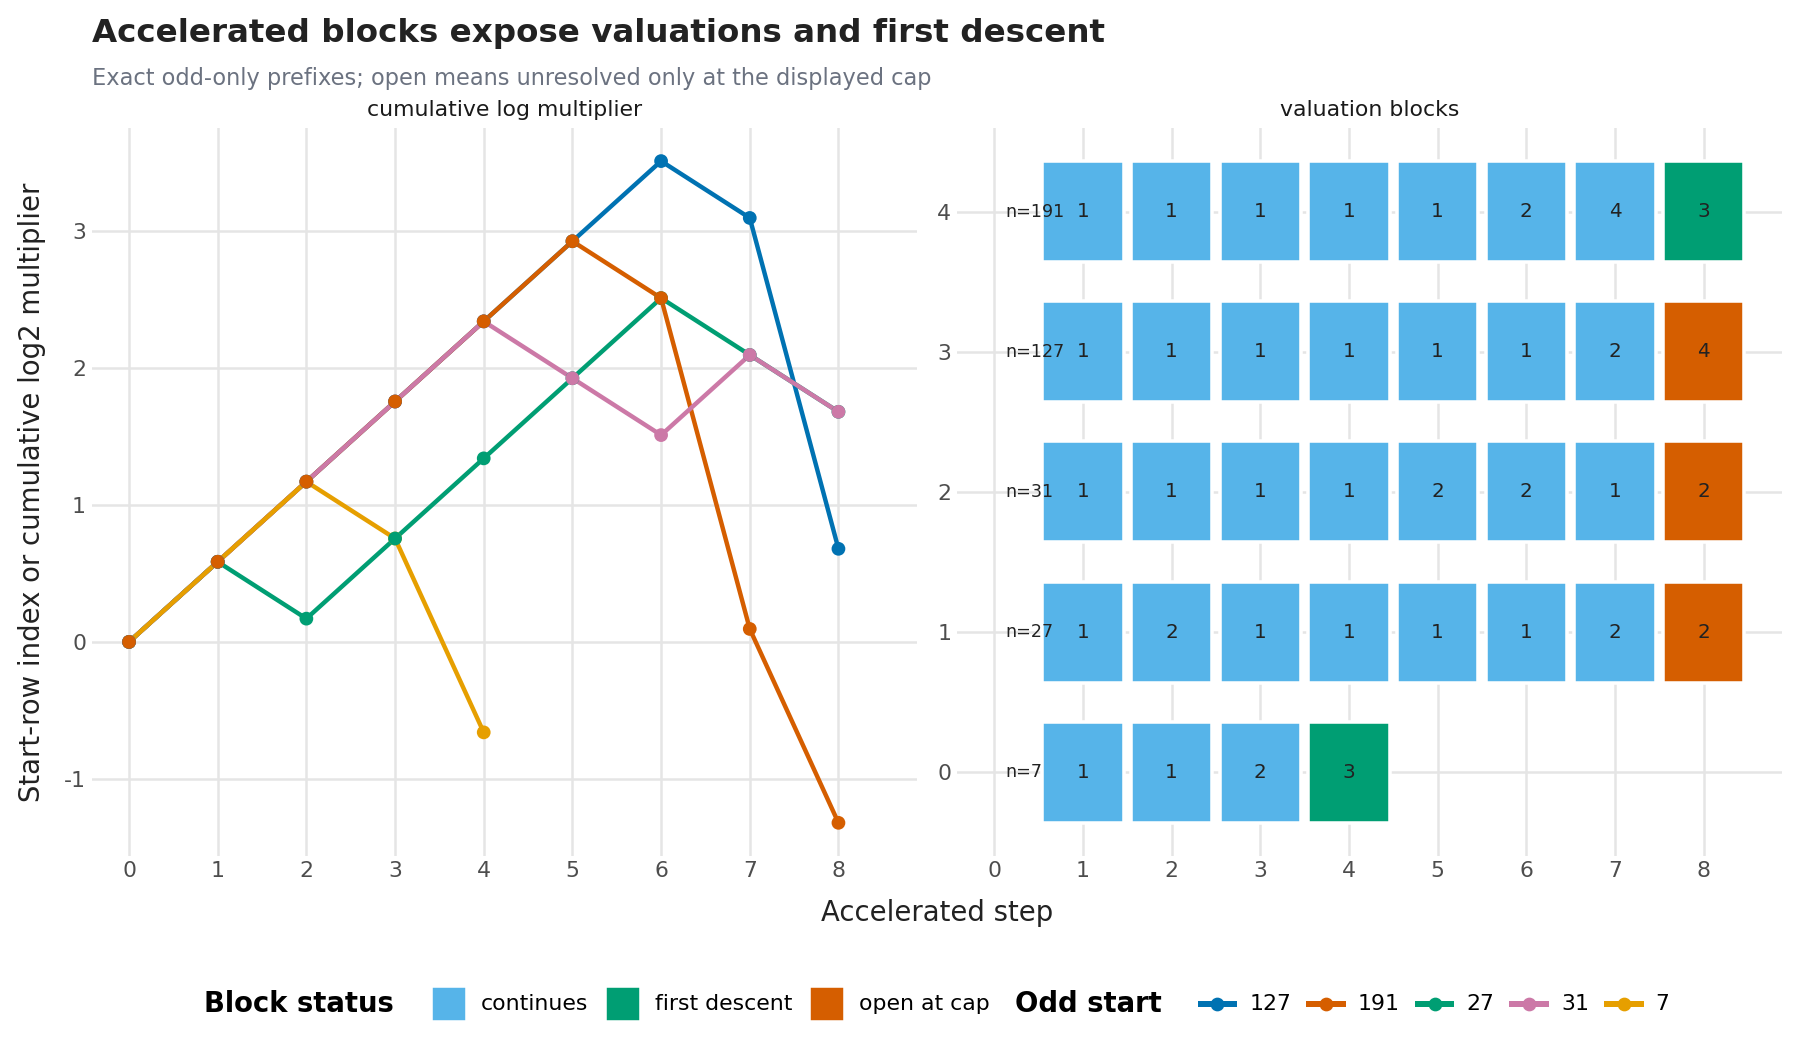 Accelerated blocks expose valuations and first descent
Exact odd-only prefixes; open means unresolved only at the displayed cap
cumulative log multiplier
valuation blocks
Start-row index or cumulative log2 multiplier
3
2
1
0
-1
0 1 2 3 4 5 6 7 8
4
3
2
1
0
n=191 1 1 1 1 1 2 4 3
n=127 1 1 1 1 1 1 2 4
n=31 1 1 1 1 2 2 1 2
n=27 1 2 1 1 1 1 2 2
n=7 1 1 2 3
0 1 2 3 4 5 6 7 8
Accelerated step
Block status continues first descent open at cap Odd start 127 191 27 31 7